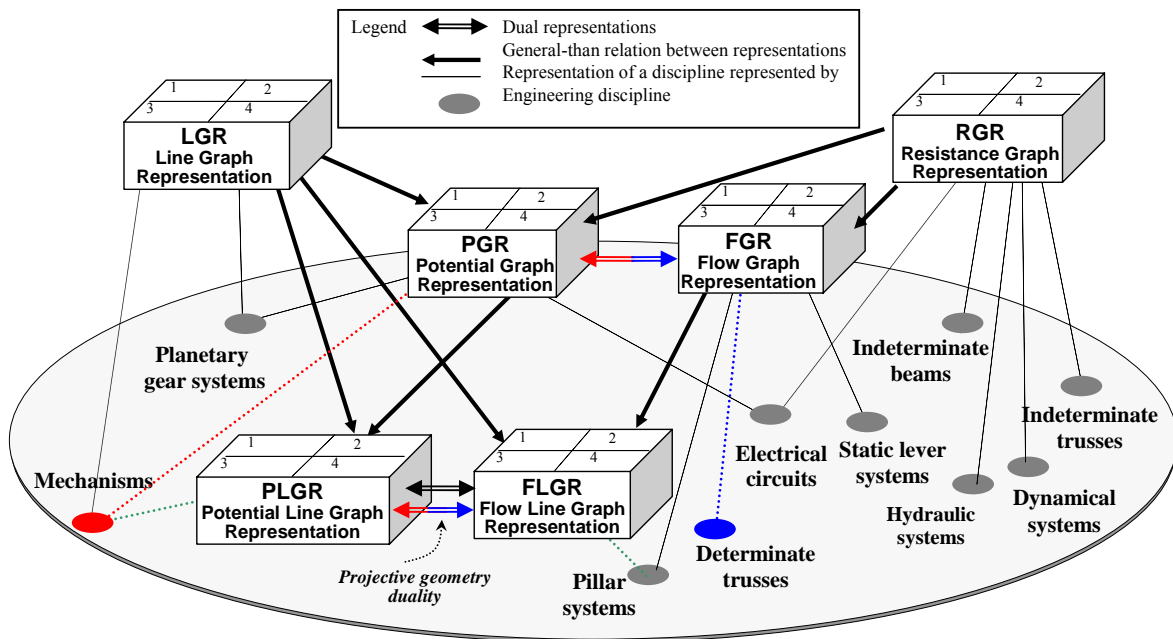 Legend
Dual representations
General-than relation between representations
Representation of a discipline represented by
Engineering discipline
1 2
3 4
LGR
Line Graph
Representation
1 2
3 4
RGR
Resistance Graph
Representation
1 2
3 4
PGR
Potential Graph
Representation
1 2
3 4
FGR
Flow Graph
Representation
Planetary
gear systems
Indeterminate
beams
Indeterminate
trusses
Electrical
circuits
Static lever
systems
Mechanisms
1 2
3 4
PLGR
Potential Line Graph
Representation
1 2
3 4
FLGR
Flow Line Graph
Representation
Hydraulic
systems
Dynamical
systems
Determinate
trusses
Projective geometry
duality
Pillar
systems